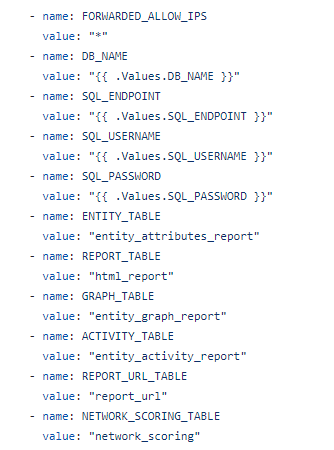 - name: FORWARDED_ALLOW_IPS
value: "*"
- name: DB_NAME
value: "{{ .Values.DB_NAME }}"
- name: SQL_ENDPOINT
value: "{{ .Values.SQL_ENDPOINT }}"
- name: SQL_USERNAME
value: "{{ .Values.SQL_USERNAME }}"
- name: SQL_PASSWORD
value: "{{ .Values.SQL_PASSWORD }}"
- name: ENTITY_TABLE
value: "entity_attributes_report"
- name: REPORT_TABLE
value: "html_report"
- name: GRAPH_TABLE
value: "entity_graph_report"
- name: ACTIVITY_TABLE
value: "entity_activity_report"
- name: REPORT_URL_TABLE
value: "report_url"
- name: NETWORK_SCORING_TABLE
value: "network_scoring"